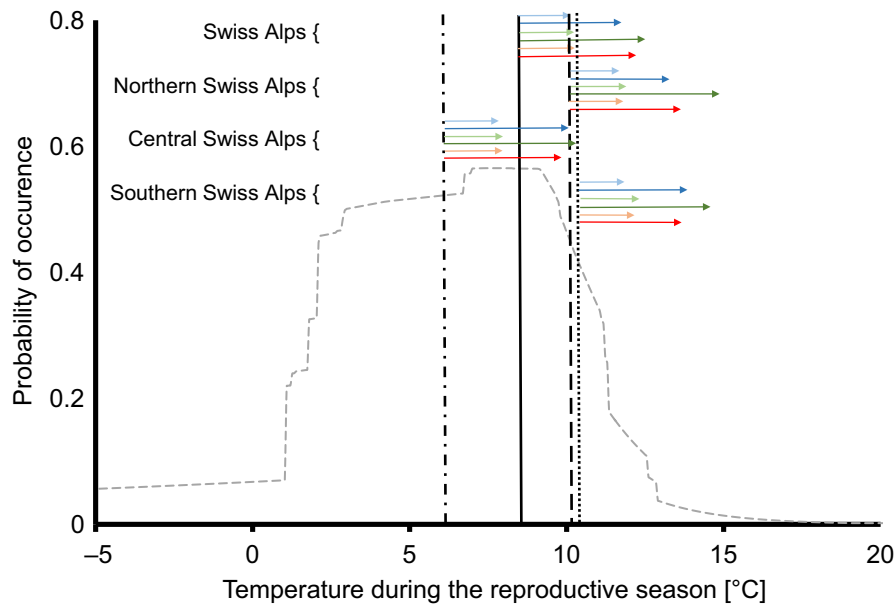 0.8
Swiss Alps {
Northern Swiss Alps {
0.6
Central Swiss Alps {
Southern Swiss Alps {
0.4
0.2
0
–5
0
5
10
15
20
Probability of occurence
Temperature during the reproductive season [°C]